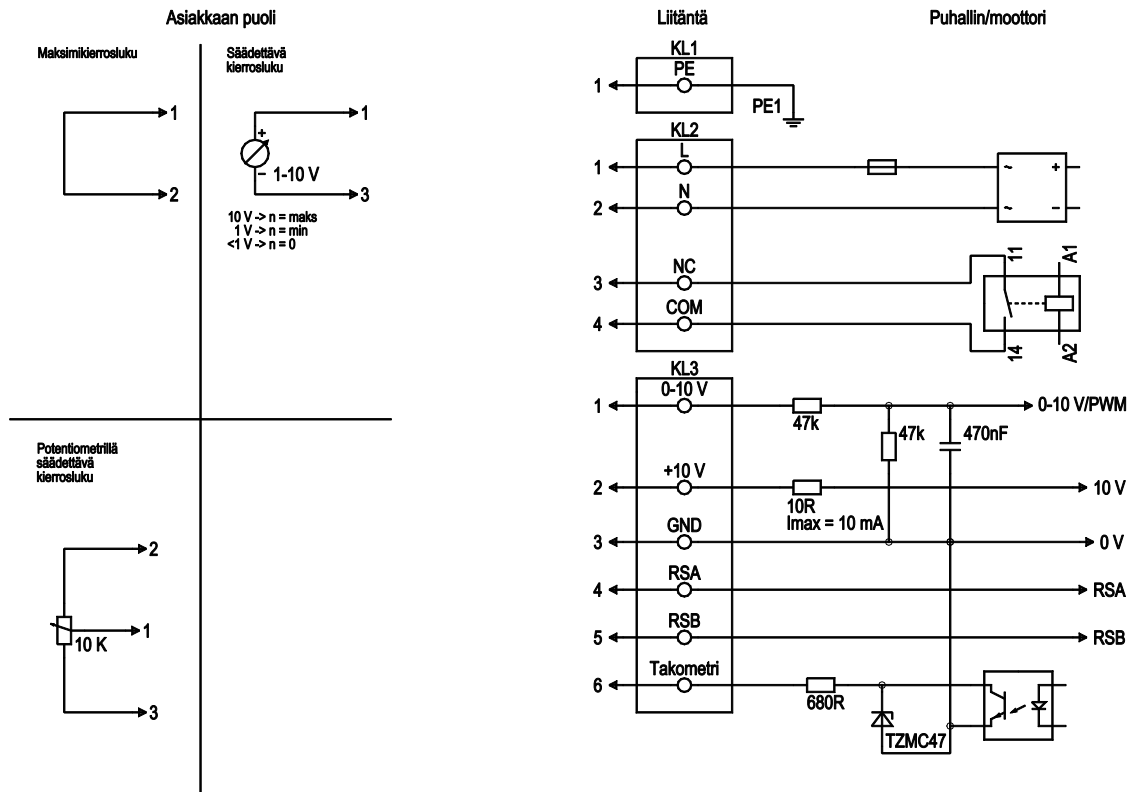 Asiakkaan puoli
Maksimikierrosluku
1
2
Säädettävä
kierrosluku
1
+
– 1-10 V
3
10 V -> n = maks
1 V -> n = min
<1 V -> n = 0
Potentiometrillä
säädettävä
kierrosluku
2
1
10 K
3
Liitäntä
Puhallin/moottori
KL1
PE
1
PE1
KL2
L
1
~ +
N
2
~ –
NC
3
11
A1
COM
4
14
A2
KL3
0-10 V
1
47k
0-10 V/PWM
47k
470nF
+10 V
2
10R
Imax = 10 mA
10 V
GND
3
0 V
RSA
4
RSA
RSB
5
RSB
Takometri
6
680R
TZMC47